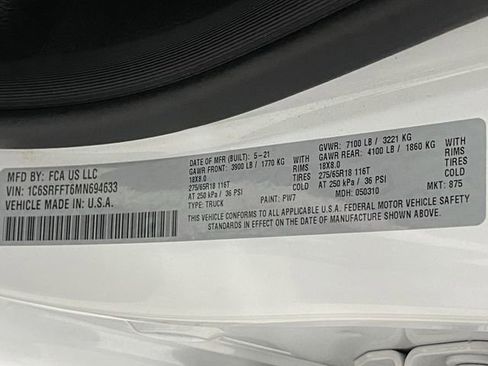 MFD BY: FCA US LLC
VIN: 1C6SRFFT6MN694633
VEHICLE MADE IN U.S.A.
DATE OF MFR (BUILT): 5-21
GAWR FRONT: 3900 LB / 1770 KG
WITH
18X8.0
RIMS
275/65R18 116T
TIRES
AT 250 kPa / 36 PSI
COLD
TYPE: TRUCK
PAINT: PW7
GVWR: 7100 LB / 3221 KG
GAWR REAR: 4100 LB / 1860 KG
WITH
18X8.0
RIMS
275/65R18 116T
TIRES
AT 250 kPa / 36 PSI
COLD
MDH: 050310
MKT: 875
THIS VEHICLE CONFORMS TO ALL APPLICABLE U.S.A. FEDERAL MOTOR VEHICLE SAFETY
STANDARDS IN EFFECT ON THE DATE OF MANUFACTURE SHOWN ABOVE.